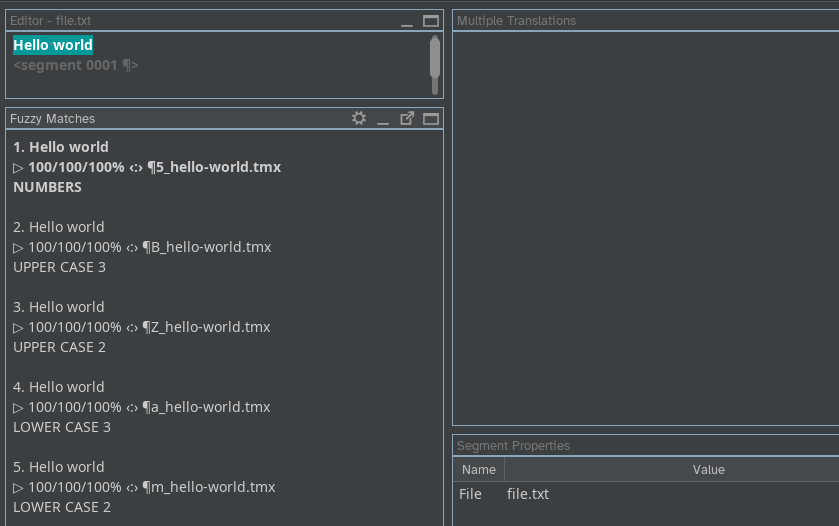 Editor - file.txt
Hello world
<segment 0001 ¶>
Fuzzy Matches
1. Hello world
▷ 100/100/100% <:> ¶5_hello-world.tmx
NUMBERS
2. Hello world
▷ 100/100/100% <:> ¶B_hello-world.tmx
UPPER CASE 3
3. Hello world
▷ 100/100/100% <:> ¶Z_hello-world.tmx
UPPER CASE 2
4. Hello world
▷ 100/100/100% <:> ¶a_hello-world.tmx
LOWER CASE 3
5. Hello world
▷ 100/100/100% <:> ¶m_hello-world.tmx
LOWER CASE 2
Multiple Translations
Segment Properties
Name Value
File file.txt